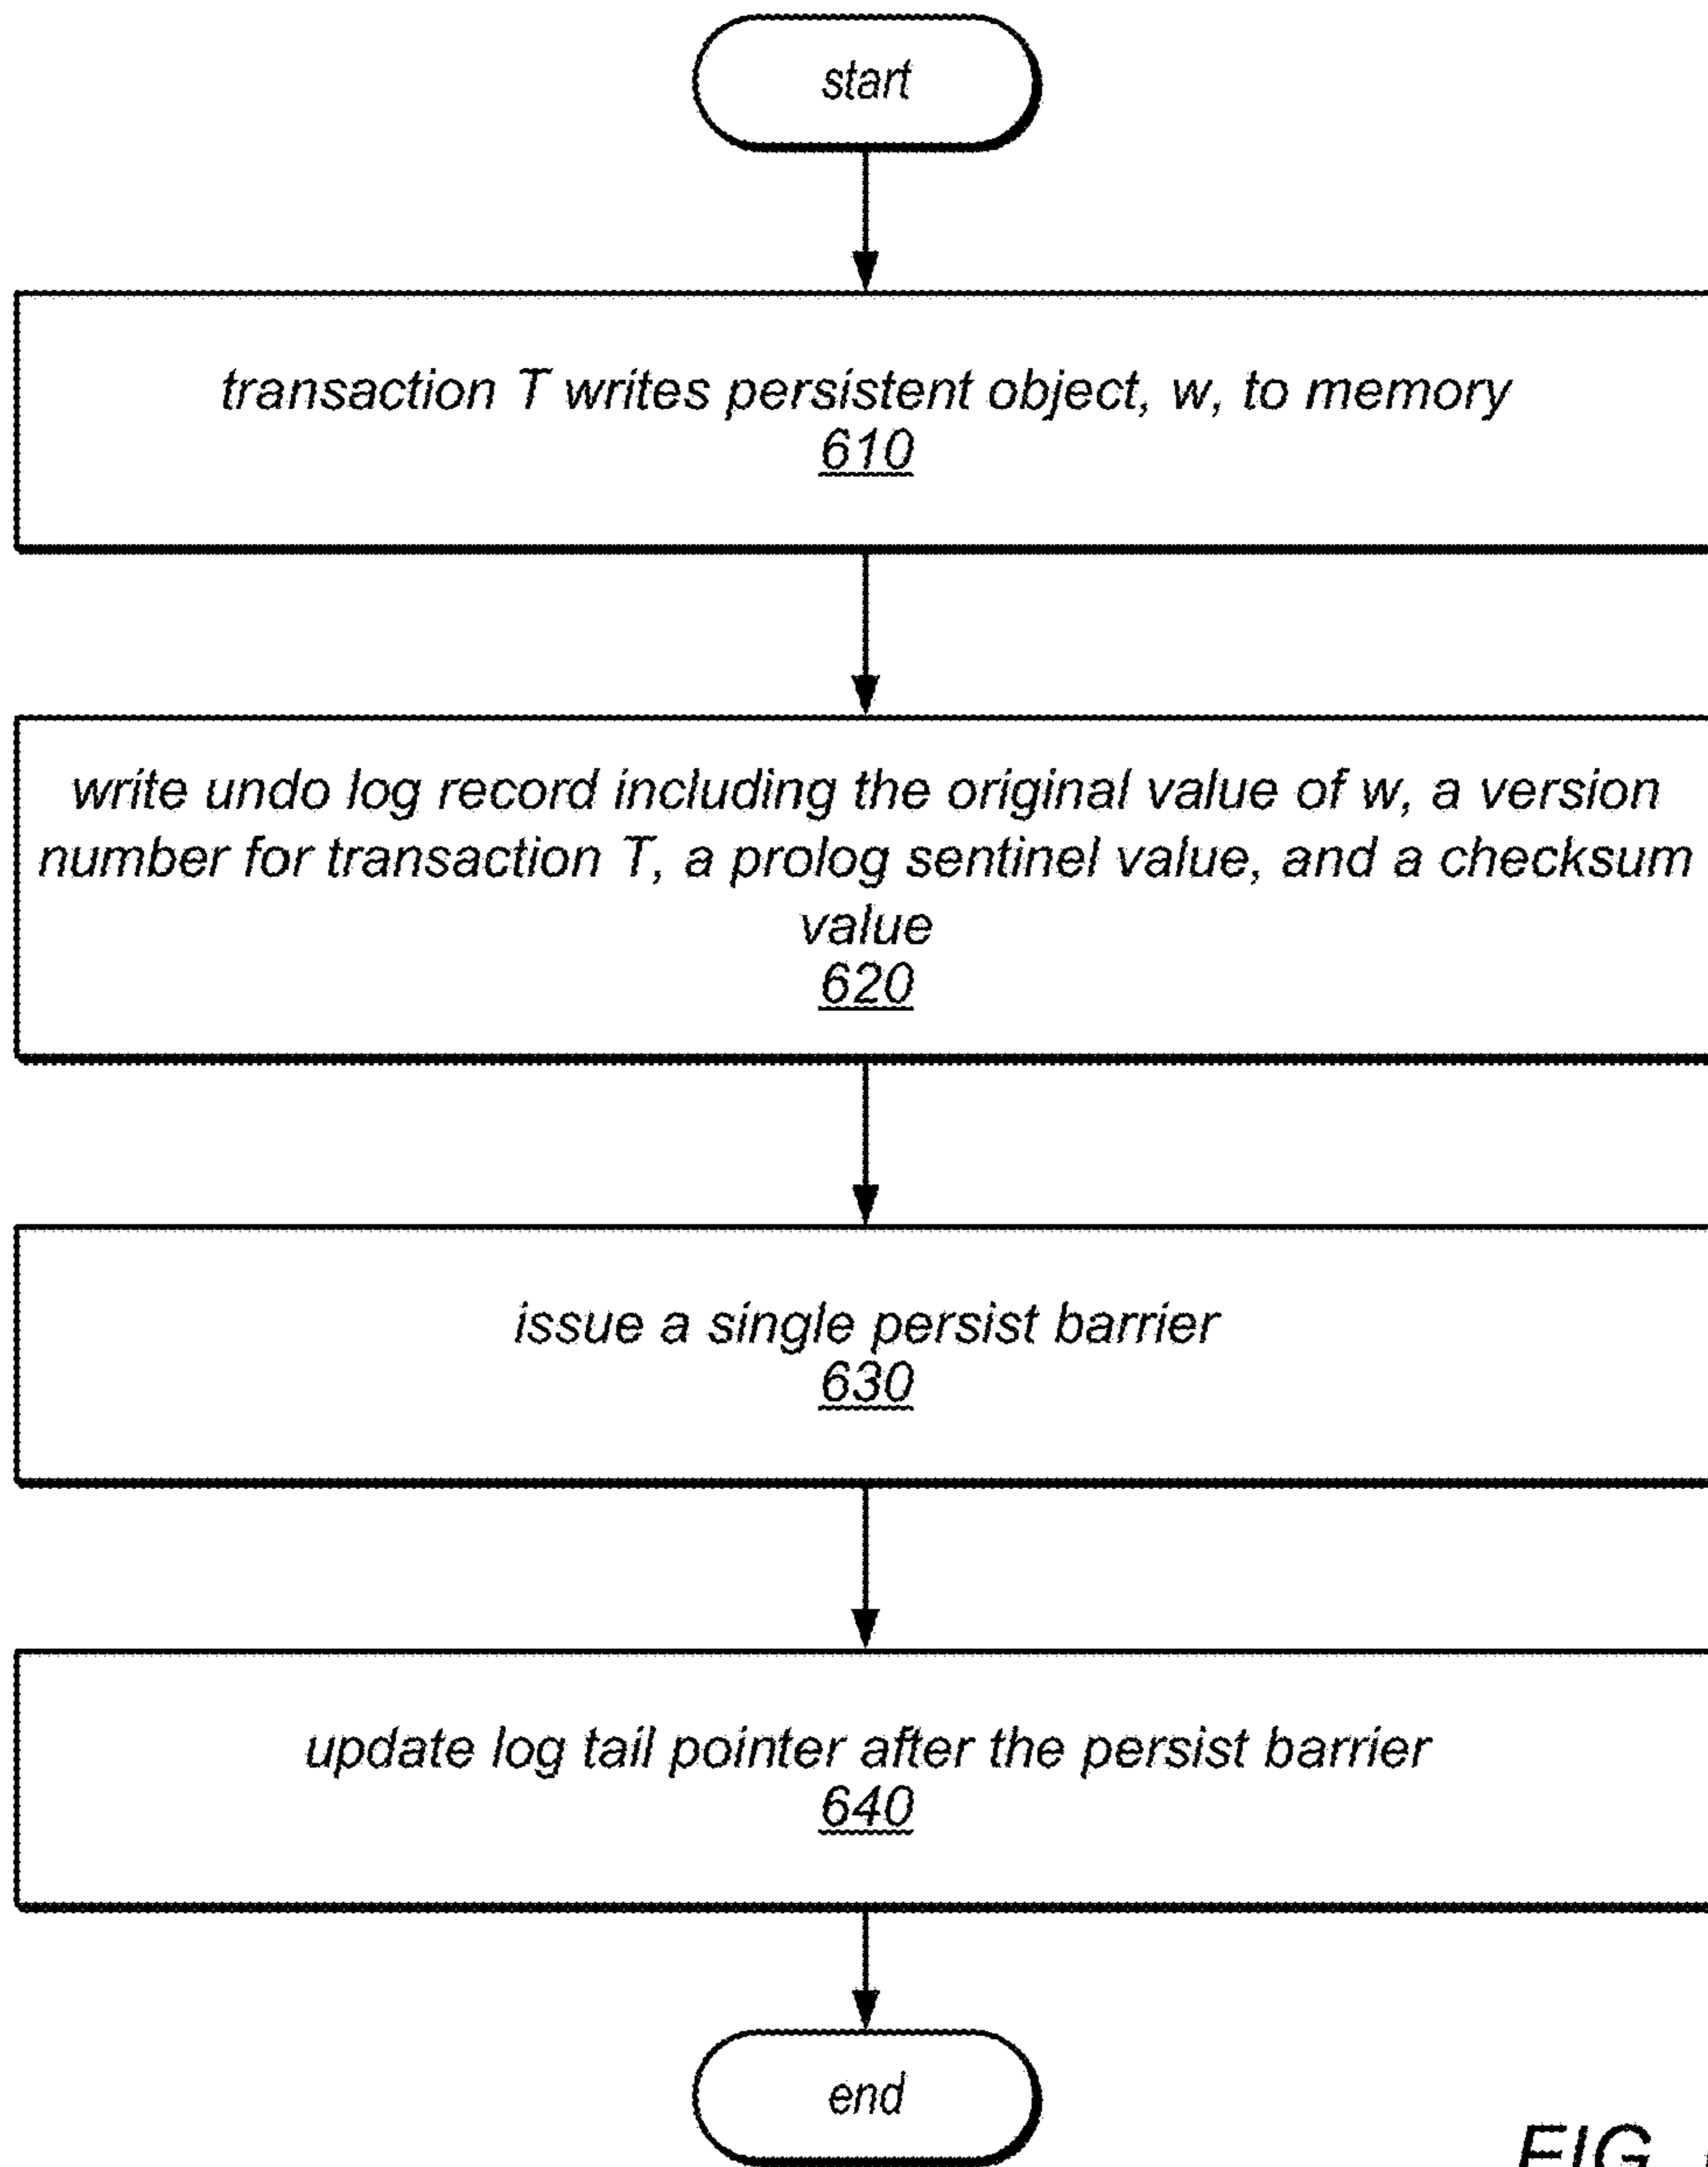 start
transaction T writes persistent object, w, to memory
610
write undo log record including the original value of w, a version
number for transaction T, a prolog sentinel value, and a checksum
value
620
issue a single persist barrier
630
update log tail pointer after the persist barrier
640
end
FIG.